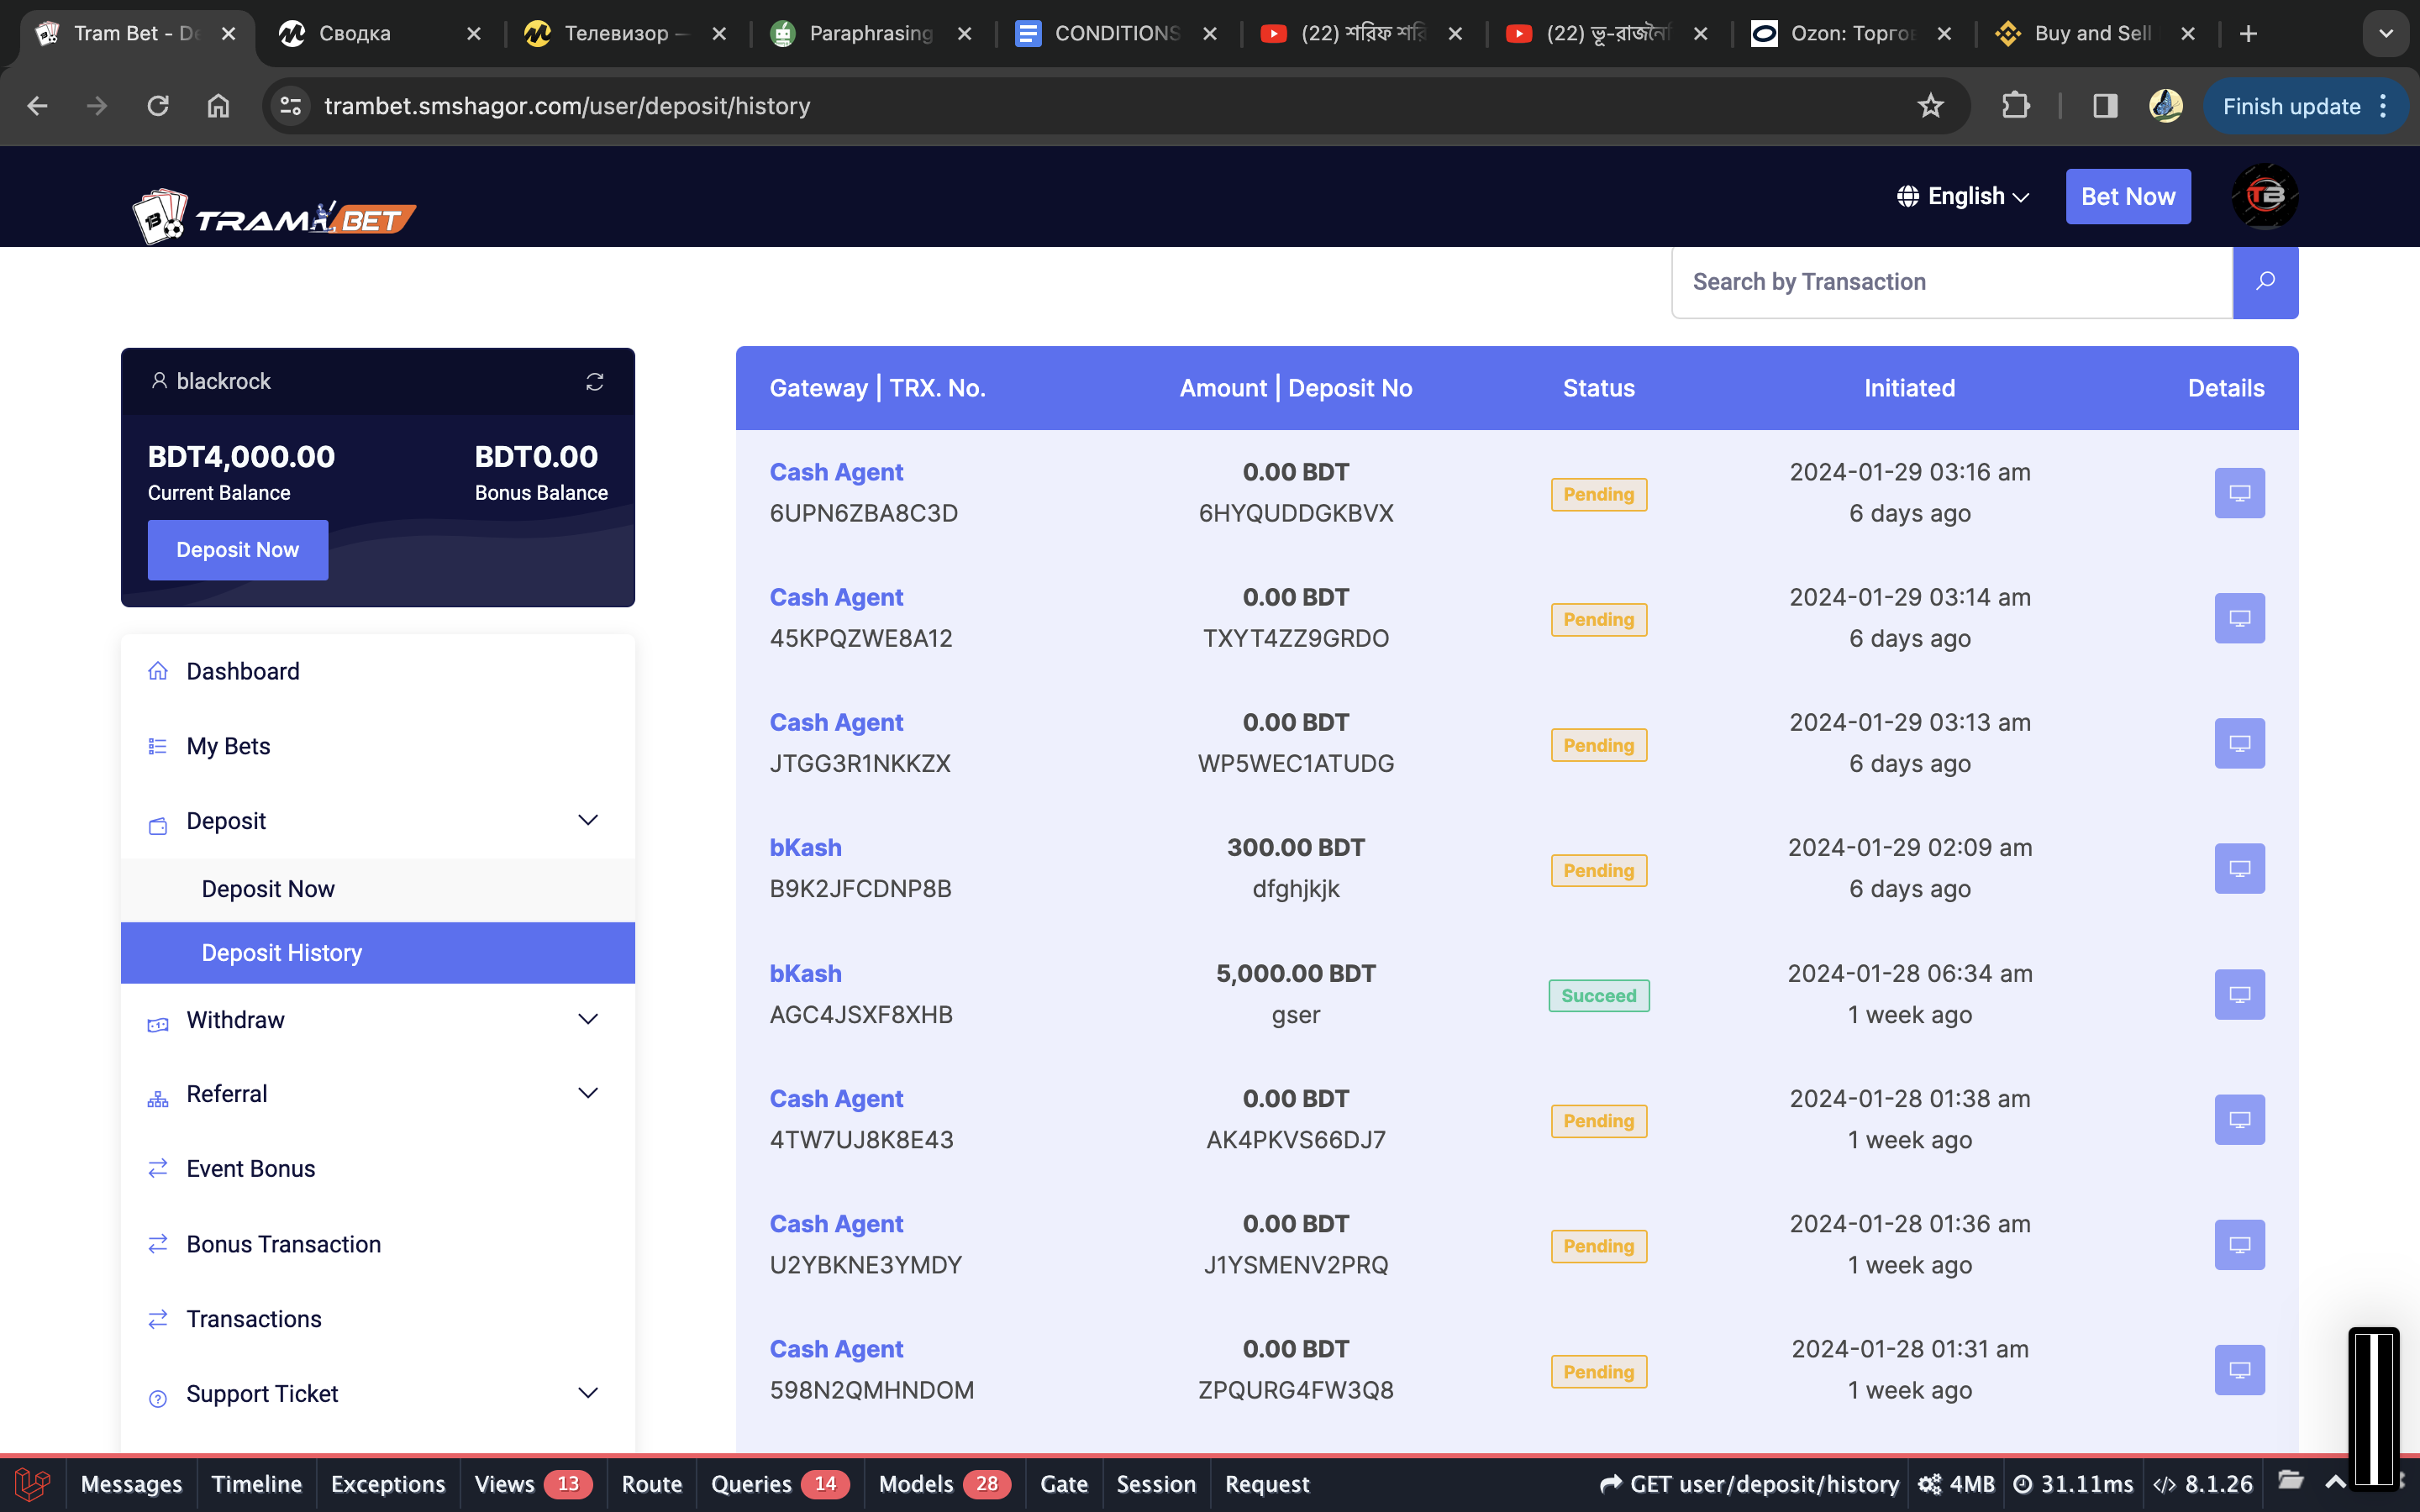 Tram Bet - De
Сводка
Телевизор —
Paraphrasing
CONDITIONS
(22) শরিফ শরি
(22) ভূ-রাজনৈ
Ozon: Торгов
Buy and Sell
trambet.smshagor.com/user/deposit/history
Finish update
TRAM BET
English
Bet Now
TB
Search by Transaction
blackrock
BDT4,000.00 BDT0.00
Current Balance Bonus Balance
Deposit Now
Dashboard
My Bets
Deposit
Deposit Now
Deposit History
Withdraw
Referral
Event Bonus
Bonus Transaction
Transactions
Support Ticket
Gateway | TRX. No. Amount | Deposit No Status Initiated Details
Cash Agent 0.00 BDT Pending 2024-01-29 03:16 am
6UPN6ZBA8C3D 6HYQUDDGKBVX 6 days ago
Cash Agent 0.00 BDT Pending 2024-01-29 03:14 am
45KPQZWE8A12 TXYT4ZZ9GRDO 6 days ago
Cash Agent 0.00 BDT Pending 2024-01-29 03:13 am
JTGG3R1NKKZX WP5WEC1ATUDG 6 days ago
bKash 300.00 BDT Pending 2024-01-29 02:09 am
B9K2JFCDNP8B dfghjkjk 6 days ago
bKash 5,000.00 BDT Succeed 2024-01-28 06:34 am
AGC4JSXF8XHB gser 1 week ago
Cash Agent 0.00 BDT Pending 2024-01-28 01:38 am
4TW7UJ8K8E43 AK4PKVS66DJ7 1 week ago
Cash Agent 0.00 BDT Pending 2024-01-28 01:36 am
U2YBKNE3YMDY J1YSMENV2PRQ 1 week ago
Cash Agent 0.00 BDT Pending 2024-01-28 01:31 am
598N2QMHNDOM ZPQURG4FW3Q8 1 week ago
Messages Timeline Exceptions Views 13 Route Queries 14 Models 28 Gate Session Request GET user/deposit/history 4MB 31.11ms 8.1.26